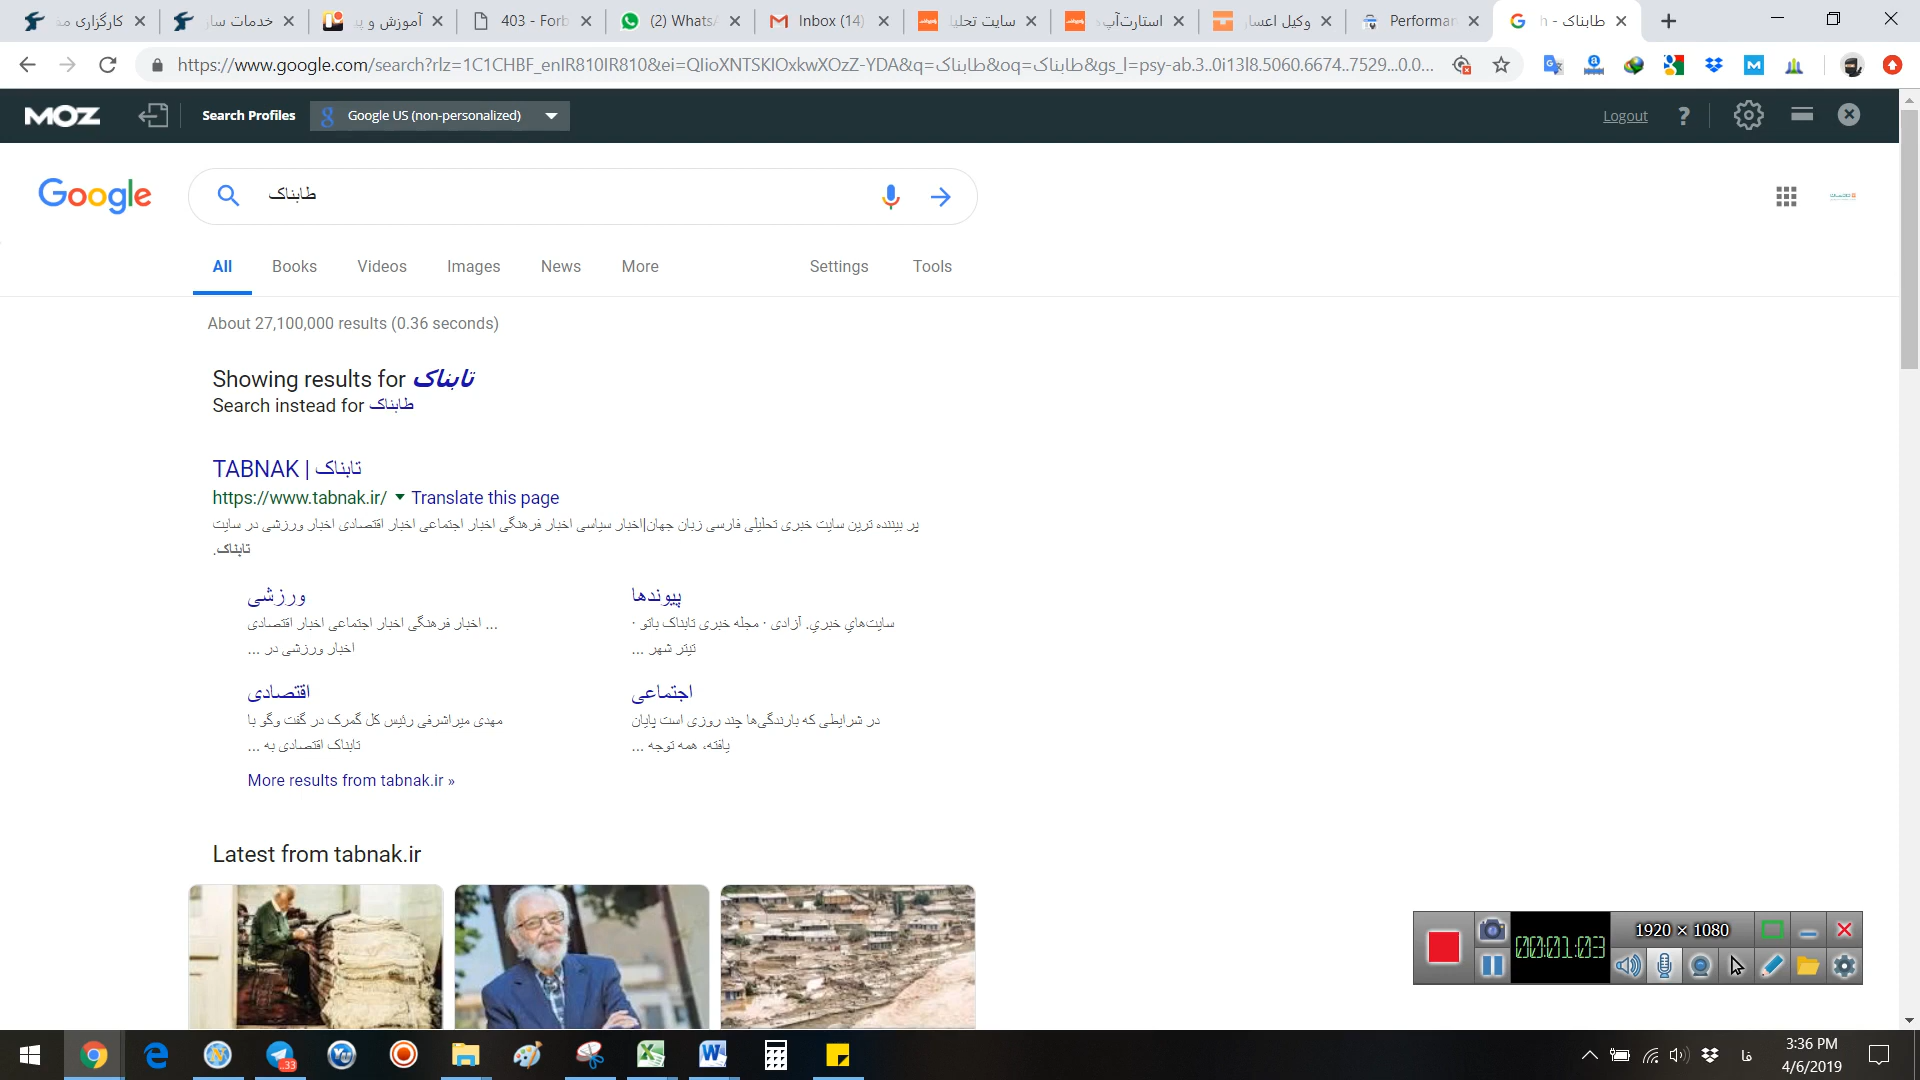 کارگزاری
خدمات ساز
آموزش و پی
403 - Forb
(2) WhatsA
Inbox (14)
سایت تحلیل
استارت‌آپ
وکیل اعسار
Performan
طابناک - h
https://www.google.com/search?rlz=1C1CHBF_enIR810IR810&ei=QIioXNTSKIOxkwXOzZ-YDA&q=طابناک&oq=طابناک&gs_l=psy-ab.3..0i13l8.5060.6674..7529...0.0...
MOZ
Search Profiles
Google US (non-personalized)
Logout
?
Google
طابناک
All
Books
Videos
Images
News
More
Settings
Tools
About 27,100,000 results (0.36 seconds)
Showing results for تابناک
Search instead for طابناک
TABNAK | تابناک
https://www.tabnak.ir/ Translate this page
پر بیننده ترین سایت خبری تحلیلی فارسی زبان جهان|اخبار سیاسی اخبار فرهنگی اخبار اجتماعی اخبار اقتصادی اخبار ورزشی در سایت
تابناک.
ورزشی
... اخبار فرهنگی اخبار اجتماعی اخبار اقتصادی
اخبار ورزشی در ...
پیوندها
سایت‌هاي خبري. آزادی · مجله خبری تابناک باتو ·
تیتر شهر ...
اقتصادی
مهدی میراشرفی رئیس کل گمرک در گفت وگو با
تابناک اقتصادی به ...
اجتماعی
در شرایطی که بارندگی‌ها چند روزی است پایان
یافته، همه توجه ...
More results from tabnak.ir »
Latest from tabnak.ir
00:01:03
1920 × 1080
33
فا
3:36 PM
4/6/2019